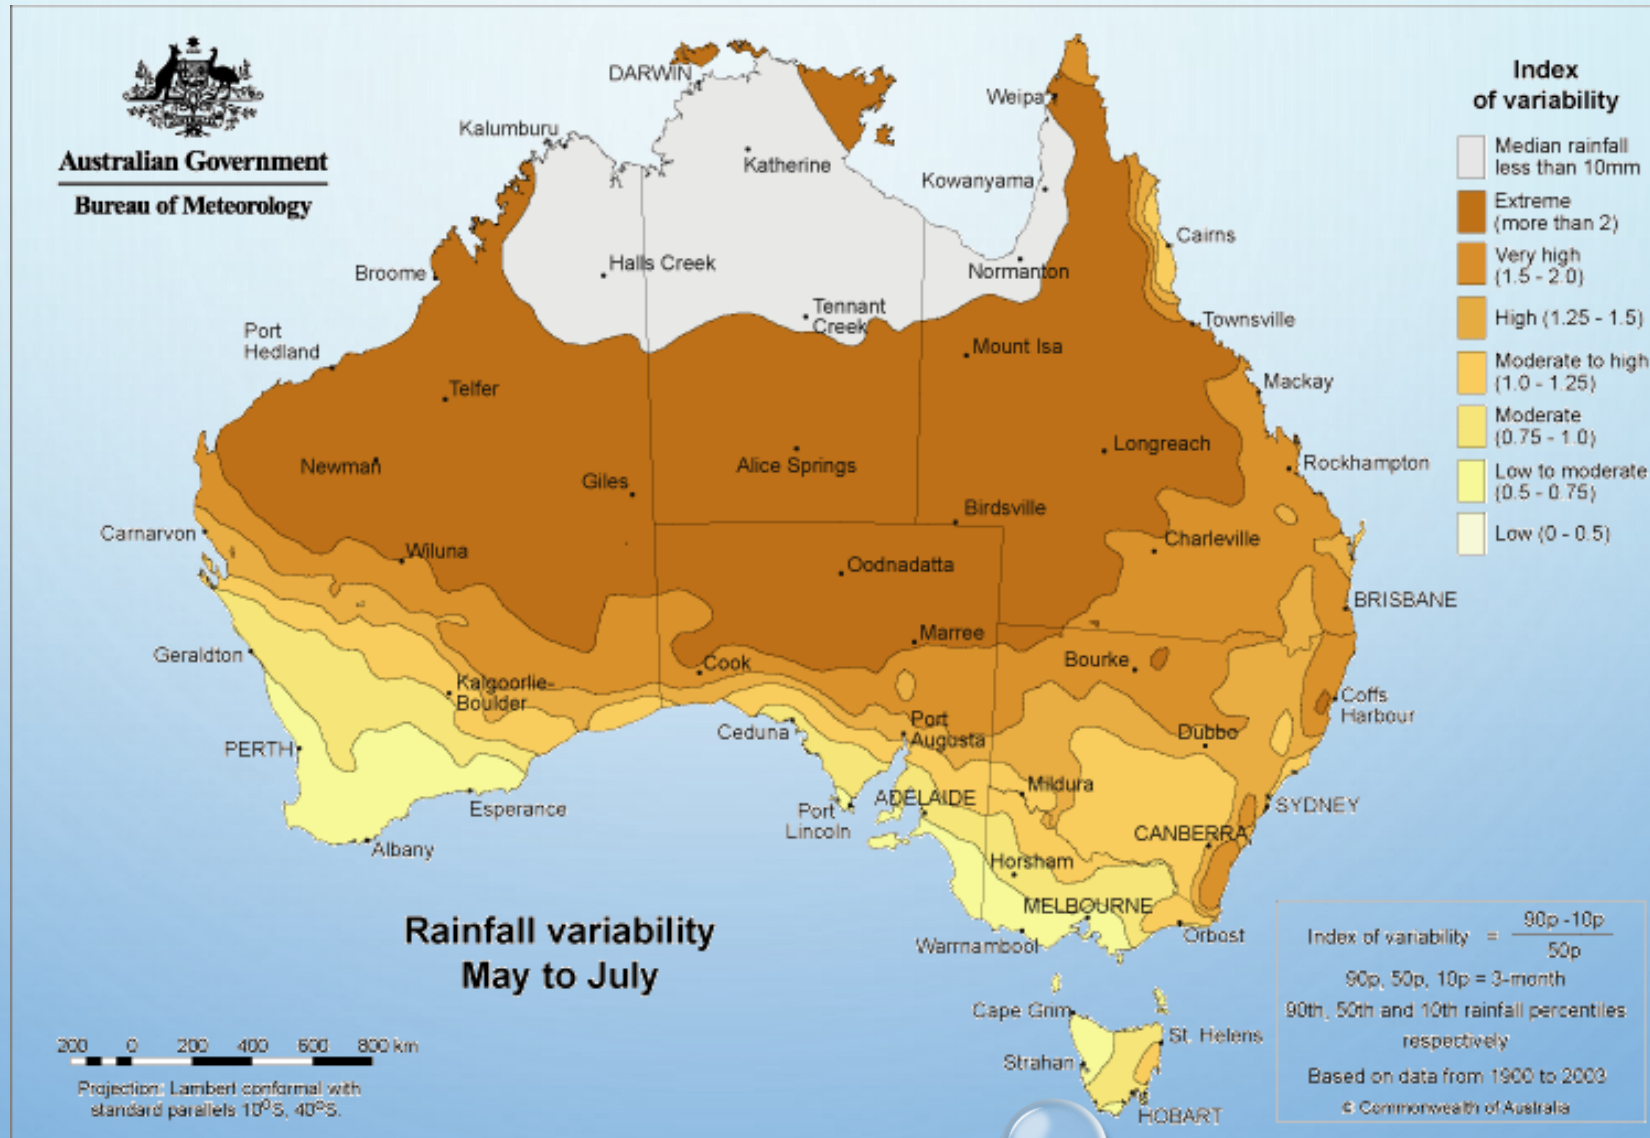 Australian Government
Bureau of Meteorology
Index
of variability
Median rainfall
less than 10mm
Extreme
(more than 2)
Very high
(1.5 - 2.0)
High (1.25 - 1.5)
Moderate to high
(1.0 - 1.25)
Moderate
(0.75 - 1.0)
Low to moderate
(0.5 - 0.75)
Low (0 - 0.5)
DARWIN
Weipa
Kalumburu
Katherine
Kowanyama
Cairns
Halls Creek
Normanton
Broome
Tennant
Creek
Townsville
Port
Hedland
Mount Isa
Telfer
Mackay
Longreach
Newman
Alice Springs
Rockhampton
Giles
Birdsville
Carnarvon
Wiluna
Charleville
Oodnadatta
BRISBANE
Marree
Geraldton
Cook
Bourke
Kalgoorlie-
Boulder
Coffs
Harbour
Ceduna
Port
Augusta
Dubbo
PERTH
Mildura
Esperance
Port
Lincoln
ADELAIDE
SYDNEY
CANBERRA
Albany
Horsham
MELBOURNE
Warrnambool
Orbost
Cape Grim
St. Helens
Strahan
HOBART
Rainfall variability
May to July
200 0 200 400 600 800 km
Projection: Lambert conformal with
standard parallels 10ºS, 40ºS.
Index of variability = 90p -10p
50p
90p, 50p, 10p = 3-month
90th, 50th and 10th rainfall percentiles
respectively
Based on data from 1900 to 2003
© Commonwealth of Australia